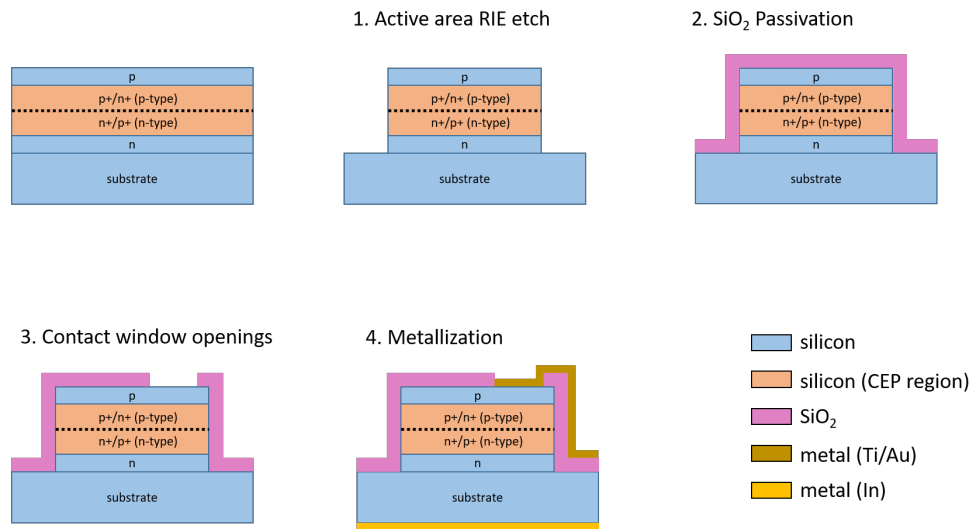 1. Active area RIE etch
2. SiO₂ Passivation
p
p+/n+ (p-type)
n+/p+ (n-type)
n
substrate
p
p+/n+ (p-type)
n+/p+ (n-type)
n
substrate
p
p+/n+ (p-type)
n+/p+ (n-type)
n
substrate
3. Contact window openings
4. Metallization
p
p+/n+ (p-type)
n+/p+ (n-type)
n
substrate
p
p+/n+ (p-type)
n+/p+ (n-type)
n
substrate
silicon
silicon (CEP region)
SiO₂
metal (Ti/Au)
metal (In)